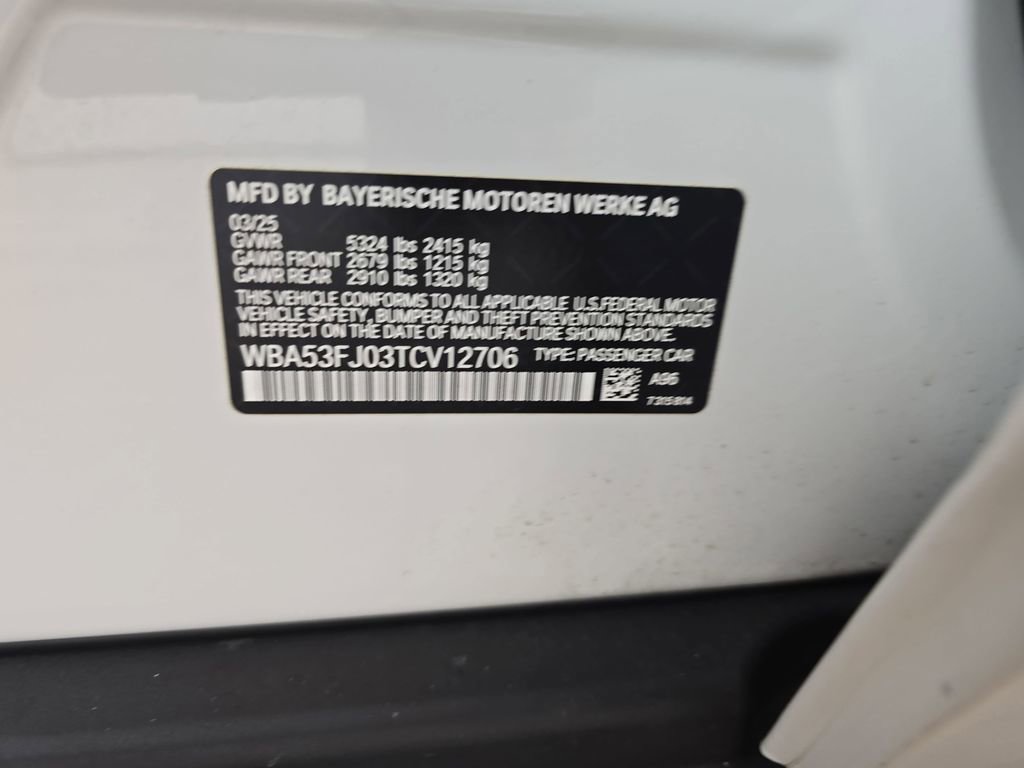 MFD BY BAYERISCHE MOTOREN WERKE AG
03/25
GVWR 5324 lbs 2415 kg
GAWR FRONT 2679 lbs 1215 kg
GAWR REAR 2910 lbs 1320 kg
THIS VEHICLE CONFORMS TO ALL APPLICABLE U.S.FEDERAL MOTOR
VEHICLE SAFETY, BUMPER AND THEFT PREVENTION STANDARDS
IN EFFECT ON THE DATE OF MANUFACTURE SHOWN ABOVE.
WBA53FJ03TCV12706 TYPE: PASSENGER CAR
A96
7315814